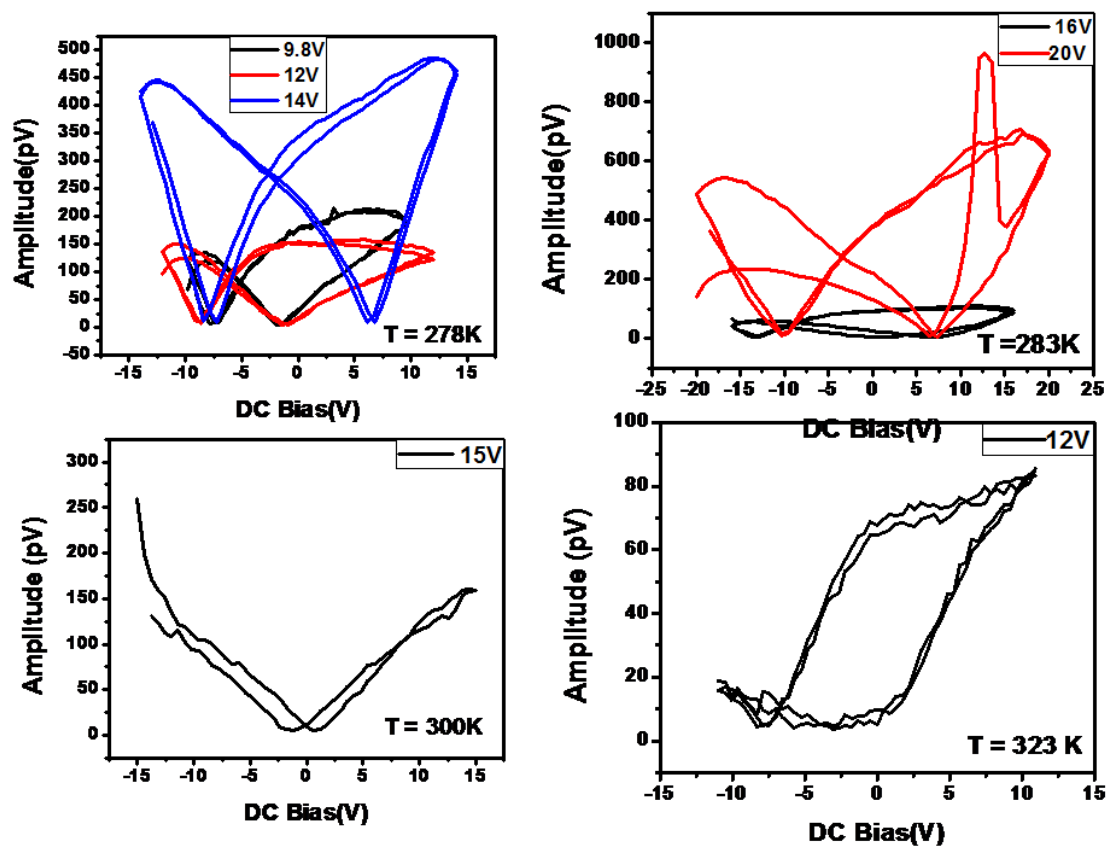 500
450
400
350
300
250
200
150
100
50
0
-50
Amplitude(pV)
9.8V
12V
14V
T = 278K
-15 -10 -5 0 5 10 15
DC Bias(V)
1000
800
600
400
200
0
Amplitude(pV)
16V
20V
T =283K
-25 -20 -15 -10 -5 0 5 10 15 20 25
DC Bias(V)
300
250
200
150
100
50
0
Amplitude (pV)
15V
T = 300K
-15 -10 -5 0 5 10 15
DC Bias(V)
100
80
60
40
20
0
Amplitude (pV)
12V
T = 323 K
-15 -10 -5 0 5 10 15
DC Bias(V)